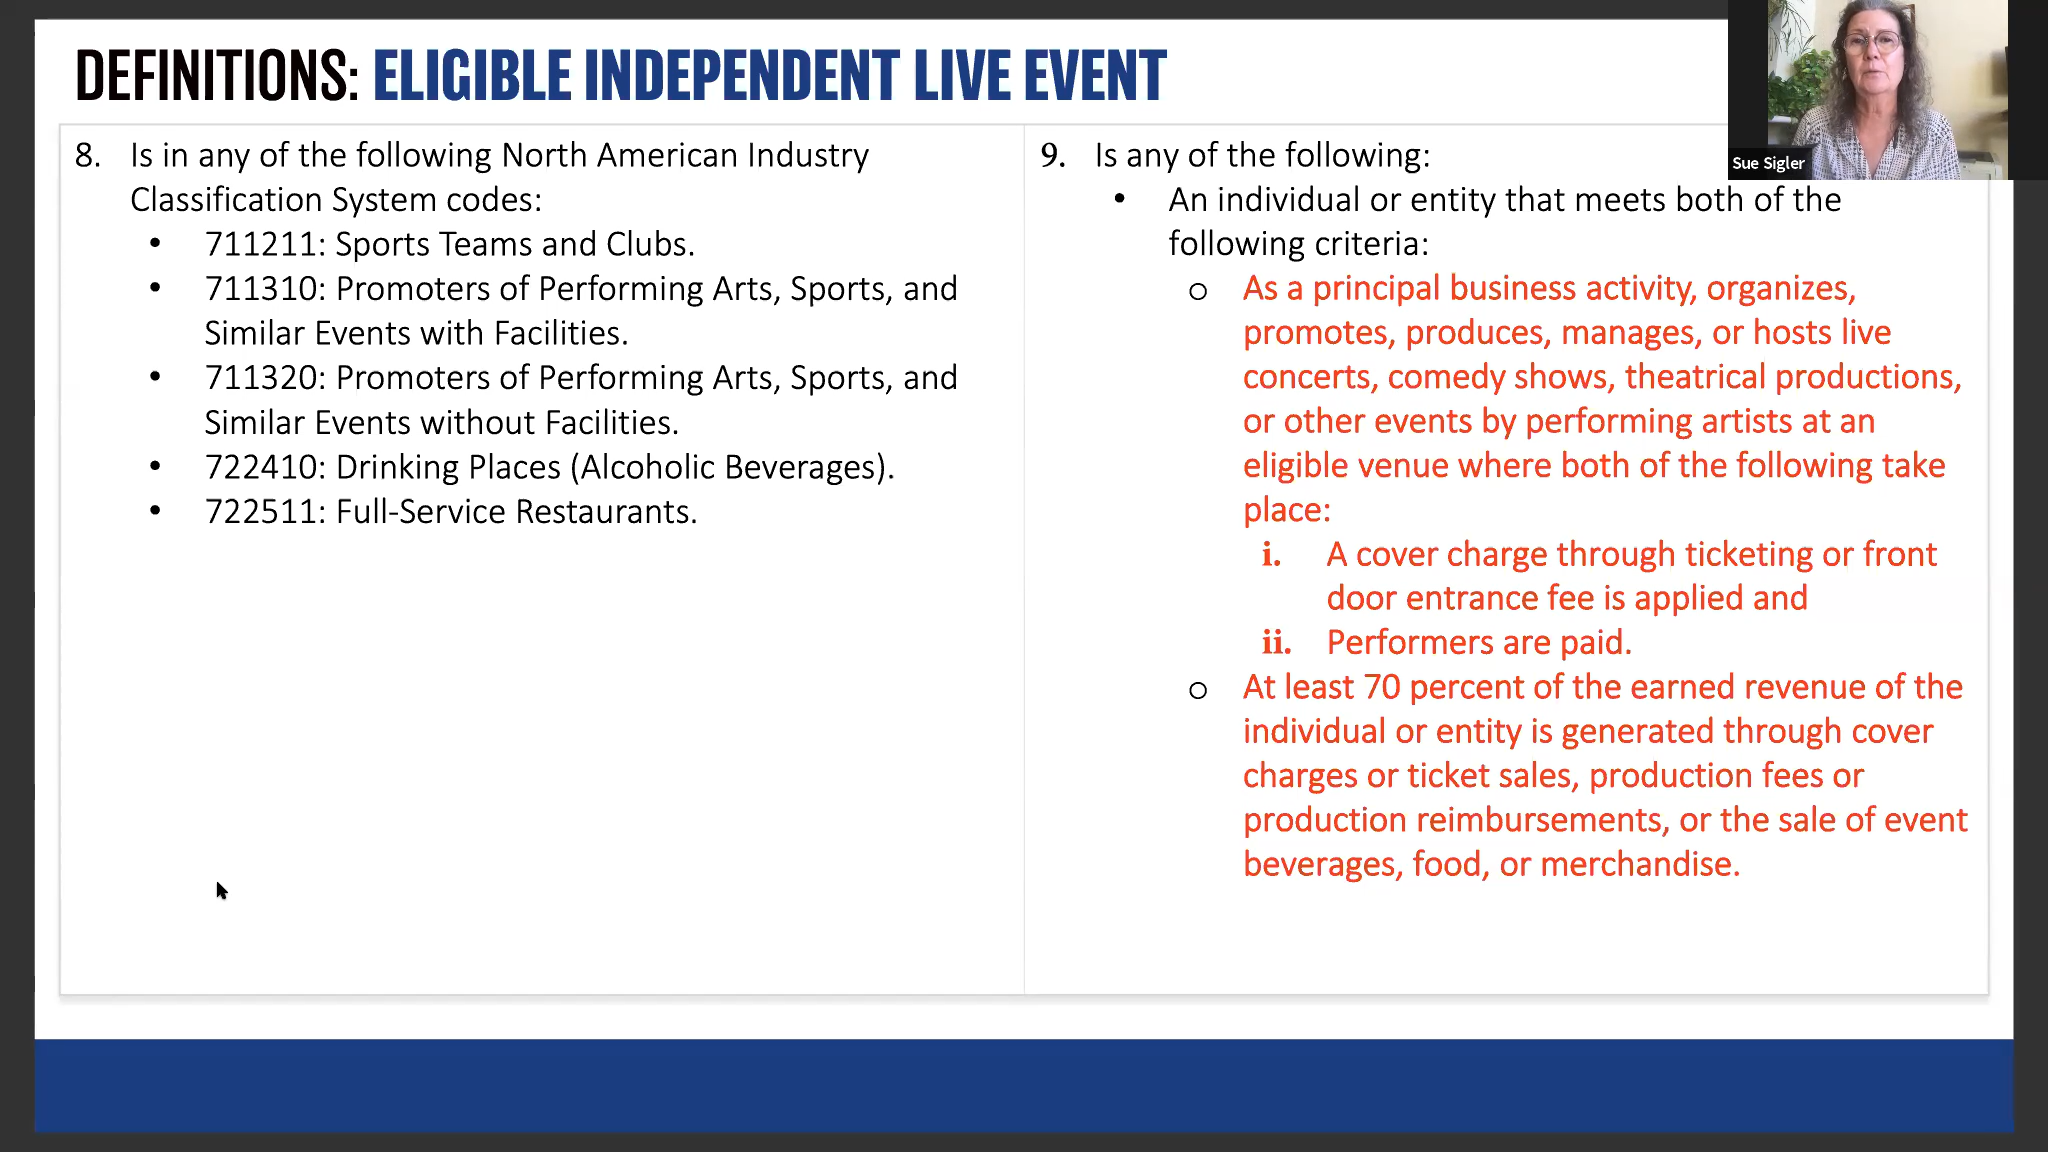 DEFINITIONS: ELIGIBLE INDEPENDENT LIVE EVENT
8. Is in any of the following North American Industry
Classification System codes:
• 711211: Sports Teams and Clubs.
• 711310: Promoters of Performing Arts, Sports, and
Similar Events with Facilities.
• 711320: Promoters of Performing Arts, Sports, and
Similar Events without Facilities.
• 722410: Drinking Places (Alcoholic Beverages).
• 722511: Full-Service Restaurants.
9. Is any of the following:
• An individual or entity that meets both of the
following criteria:
o As a principal business activity, organizes,
promotes, produces, manages, or hosts live
concerts, comedy shows, theatrical productions,
or other events by performing artists at an
eligible venue where both of the following take
place:
i. A cover charge through ticketing or front
door entrance fee is applied and
ii. Performers are paid.
o At least 70 percent of the earned revenue of the
individual or entity is generated through cover
charges or ticket sales, production fees or
production reimbursements, or the sale of event
beverages, food, or merchandise.
Sue Sigler